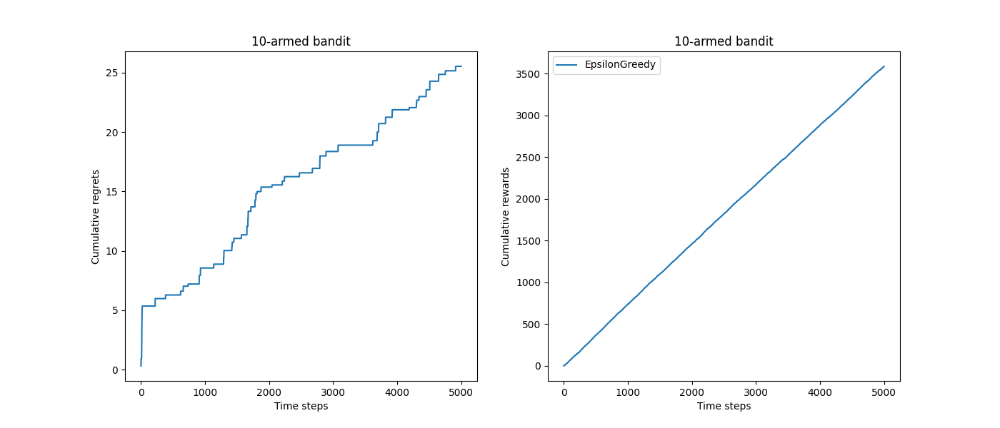 10-armed bandit
25
20
15
10
5
0
Cumulative regrets
0 1000 2000 3000 4000 5000
Time steps
10-armed bandit
EpsilonGreedy
3500
3000
2500
2000
1500
1000
500
0
Cumulative rewards
0 1000 2000 3000 4000 5000
Time steps